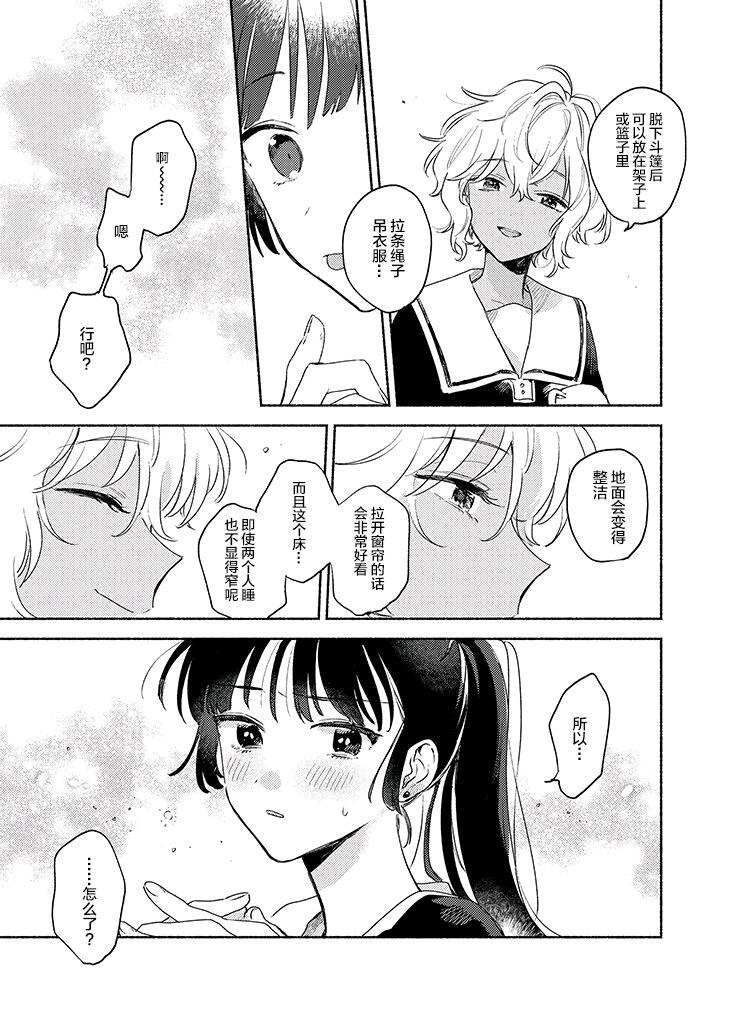 脱下斗篷后
可以放在架子上
或篮子里
拉条绳子
吊衣服…
啊
～～～……
嗯
行吧？
地面会变得
整洁
拉开窗帘的话
会非常好看
而且这个床…
即使两个人睡
也不显得窄呢
所以…
……怎么了？